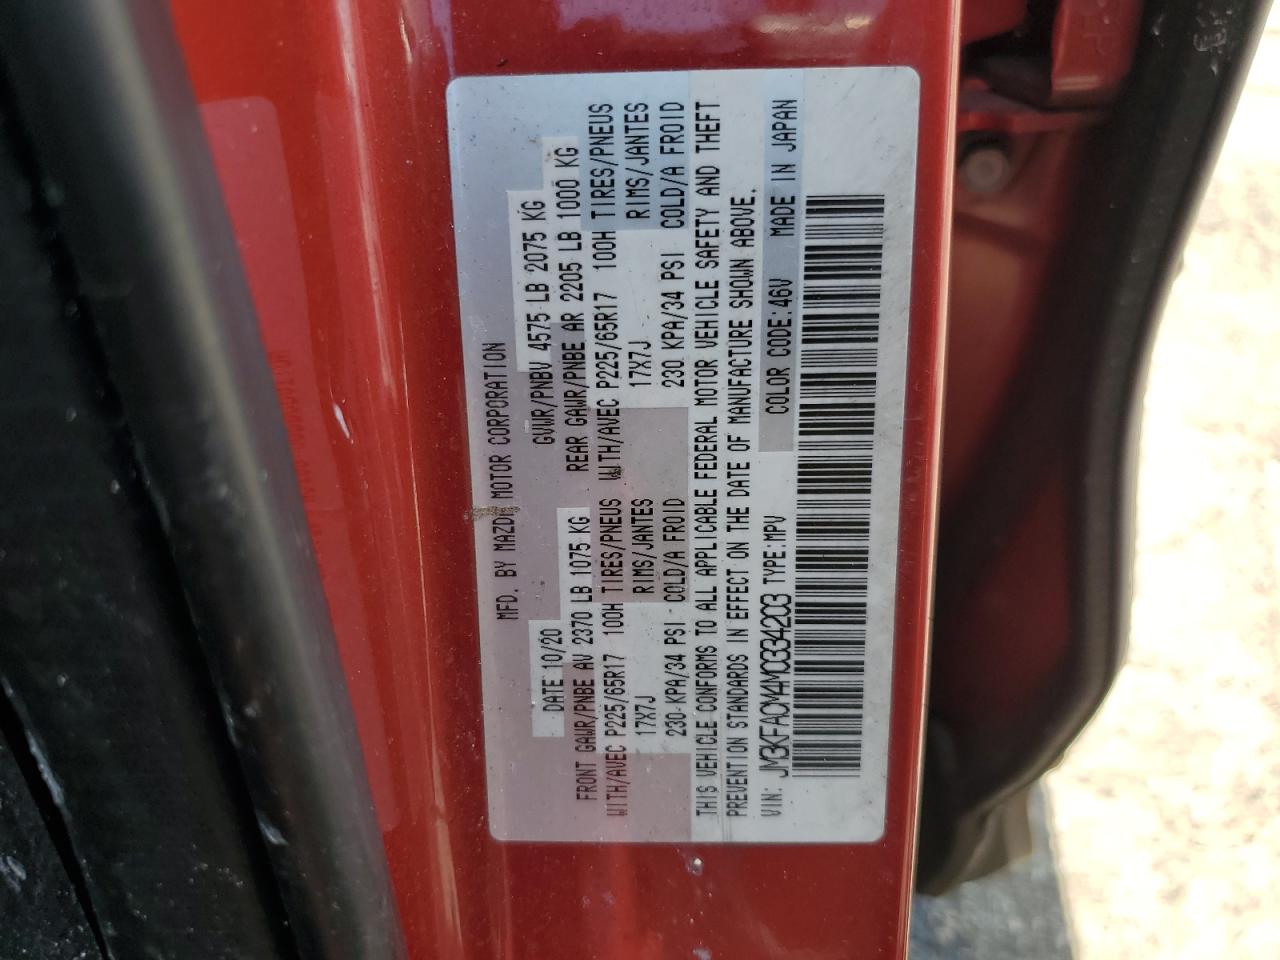 MFD. BY MAZDA MOTOR CORPORATION
DATE 10/20 GVWR/PNBV 4575 LB 2075 KG
FRONT GAWR/PNBE AV 2370 LB 1075 KG REAR GAWR/PNBE AR 2205 LB 1000 KG
WITH/AVEC P225/65R17 100H TIRES/PNEUS WITH/AVEC P225/65R17 100H TIRES/PNEUS
17X7J RIMS/JANTES 17X7J RIMS/JANTES
230 KPA/34 PSI COLD/A FROID 230 KPA/34 PSI COLD/A FROID
THIS VEHICLE CONFORMS TO ALL APPLICABLE FEDERAL MOTOR VEHICLE SAFETY AND THEFT
PREVENTION STANDARDS IN EFFECT ON THE DATE OF MANUFACTURE SHOWN ABOVE.
VIN: JM3KFACM4M0334203 TYPE:MPV COLOR CODE:46V MADE IN JAPAN